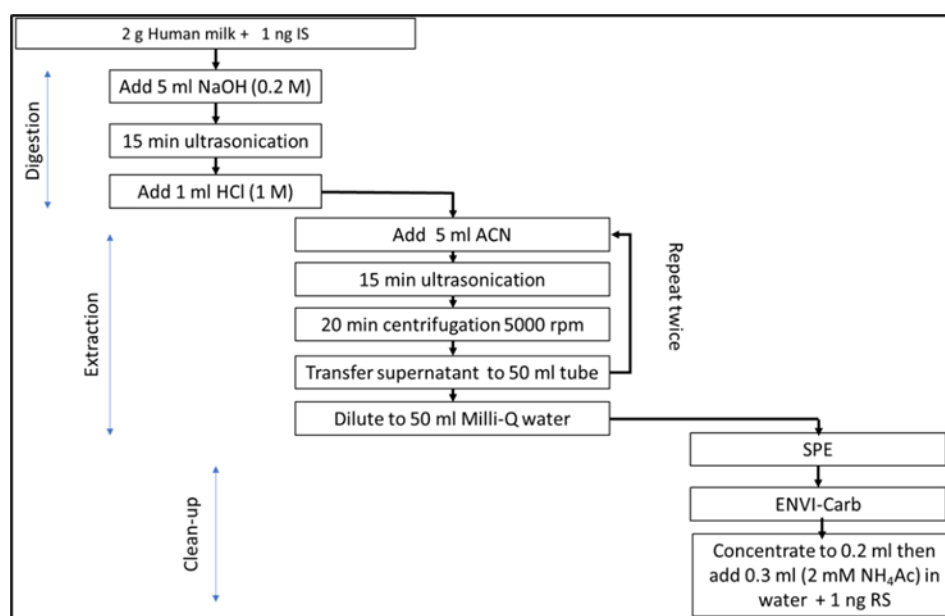 2 g Human milk + 1 ng IS
Digestion
Add 5 ml NaOH (0.2 M)
15 min ultrasonication
Add 1 ml HCl (1 M)
Extraction
Add 5 ml ACN
15 min ultrasonication
20 min centrifugation 5000 rpm
Transfer supernatant to 50 ml tube
Repeat twice
Dilute to 50 ml Milli-Q water
Clean-up
SPE
ENVI-Carb
Concentrate to 0.2 ml then
add 0.3 ml (2 mM NH₄Ac) in
water + 1 ng RS